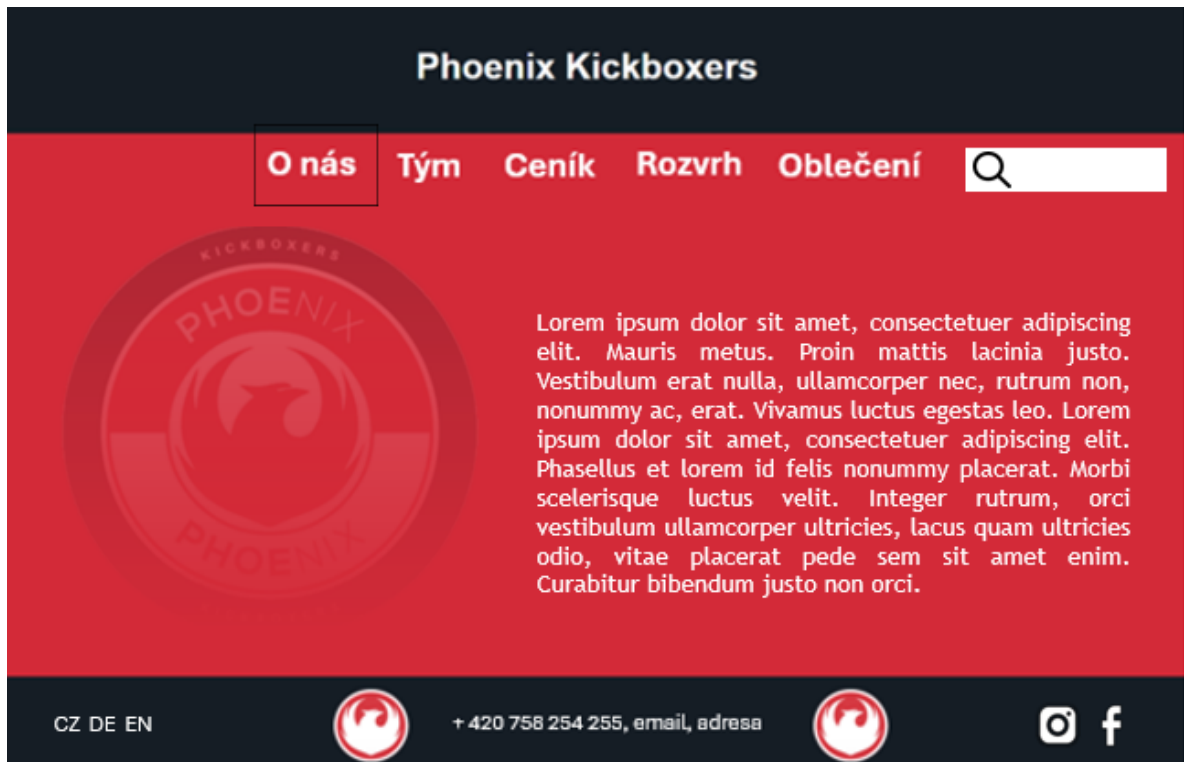 Phoenix Kickboxers
O nás Tým Ceník Rozvrh Oblečení
KICKBOXERS
PHOENIX
PHOENIX
Lorem ipsum dolor sit amet, consectetuer adipiscing
elit. Mauris metus. Proin mattis lacinia justo.
Vestibulum erat nulla, ullamcorper nec, rutrum non,
nonummy ac, erat. Vivamus luctus egestas leo. Lorem
ipsum dolor sit amet, consectetuer adipiscing elit.
Phasellus et lorem id felis nonummy placerat. Morbi
scelerisque luctus velit. Integer rutrum, orci
vestibulum ullamcorper ultricies, lacus quam ultricies
odio, vitae placerat pede sem sit amet enim.
Curabitur bibendum justo non orci.
CZ DE EN
+ 420 758 254 255, email, adresa